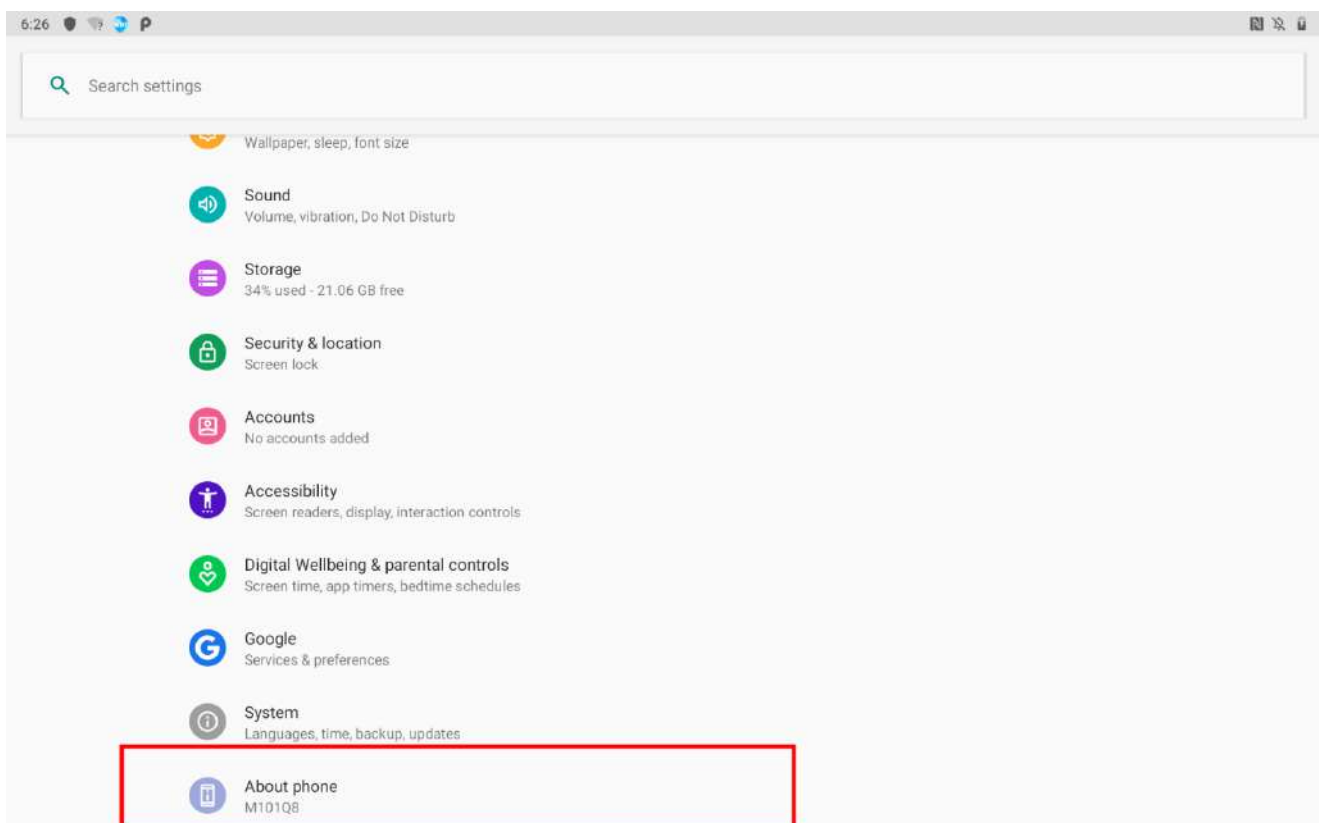 6:26
Search settings
Wallpaper, sleep, font size
Sound
Volume, vibration, Do Not Disturb
Storage
34% used - 21.06 GB free
Security & location
Screen lock
Accounts
No accounts added
Accessibility
Screen readers, display, interaction controls
Digital Wellbeing & parental controls
Screen time, app timers, bedtime schedules
Google
Services & preferences
System
Languages, time, backup, updates
About phone
M101Q8